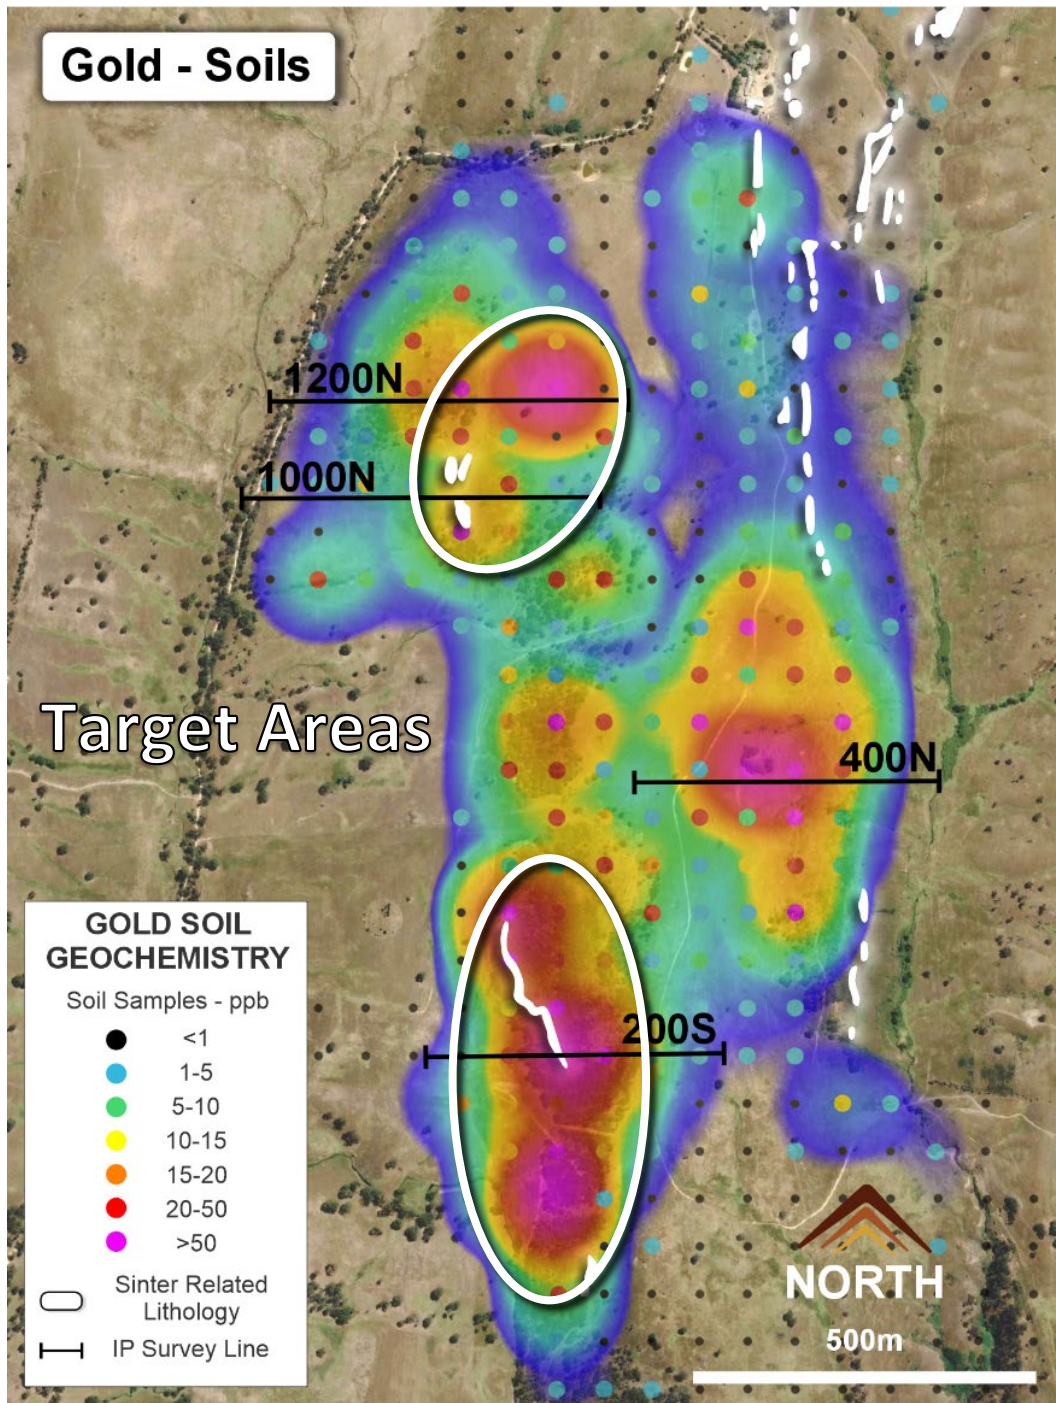 Gold - Soils
1200N
1000N
Target Areas
400N
200S
GOLD SOIL
GEOCHEMISTRY
Soil Samples - ppb
<1
1-5
5-10
10-15
15-20
20-50
>50
Sinter Related
Lithology
IP Survey Line
NORTH
500m